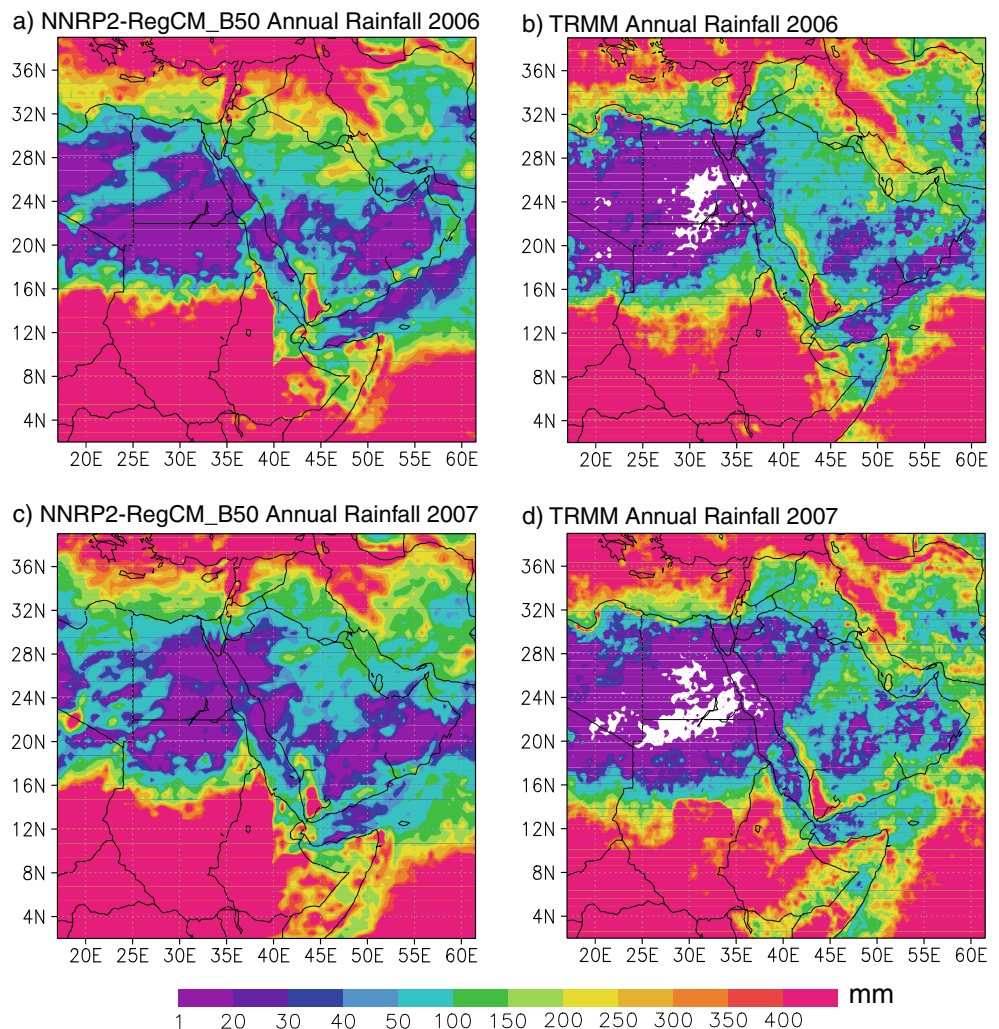 a) NNRP2-RegCM_B50 Annual Rainfall 2006
b) TRMM Annual Rainfall 2006
36N
32N
28N
24N
20N
16N
12N
8N
4N
20E 25E 30E 35E 40E 45E 50E 55E 60E
36N
32N
28N
24N
20N
16N
12N
8N
4N
20E 25E 30E 35E 40E 45E 50E 55E 60E
c) NNRP2-RegCM_B50 Annual Rainfall 2007
d) TRMM Annual Rainfall 2007
36N
32N
28N
24N
20N
16N
12N
8N
4N
20E 25E 30E 35E 40E 45E 50E 55E 60E
36N
32N
28N
24N
20N
16N
12N
8N
4N
20E 25E 30E 35E 40E 45E 50E 55E 60E
mm
1 20 30 40 50 100 150 200 250 300 350 400